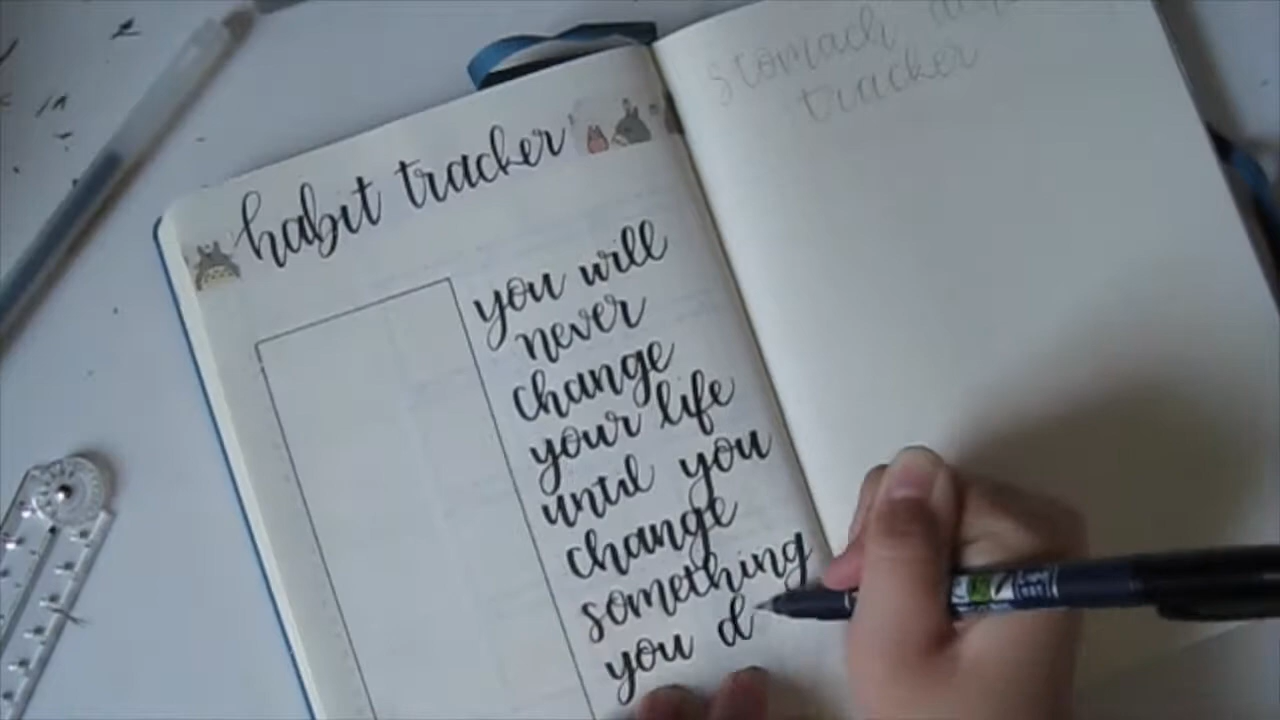 habit tracker
you will
never
change
your life
until you
change
something
you d
stomach
tracker